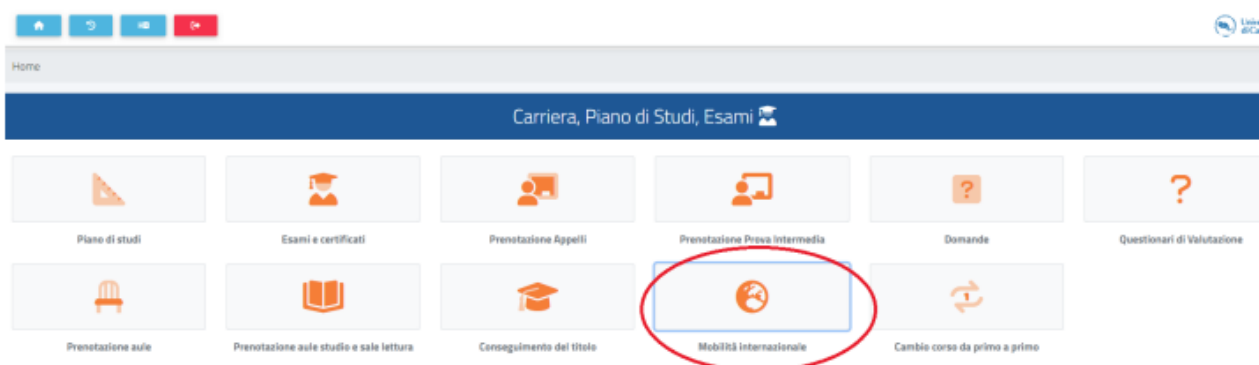 Home
Carriera, Piano di Studi, Esami
Piano di studi
Esami e certificati
Prenotazione Appelli
Prenotazione Prova Intermedia
Domande
Questionari di Valutazione
Prenotazione aule
Prenotazione aule studio e sale lettura
Conseguimento del titolo
Mobilità internazionale
Cambio corso da primo a primo